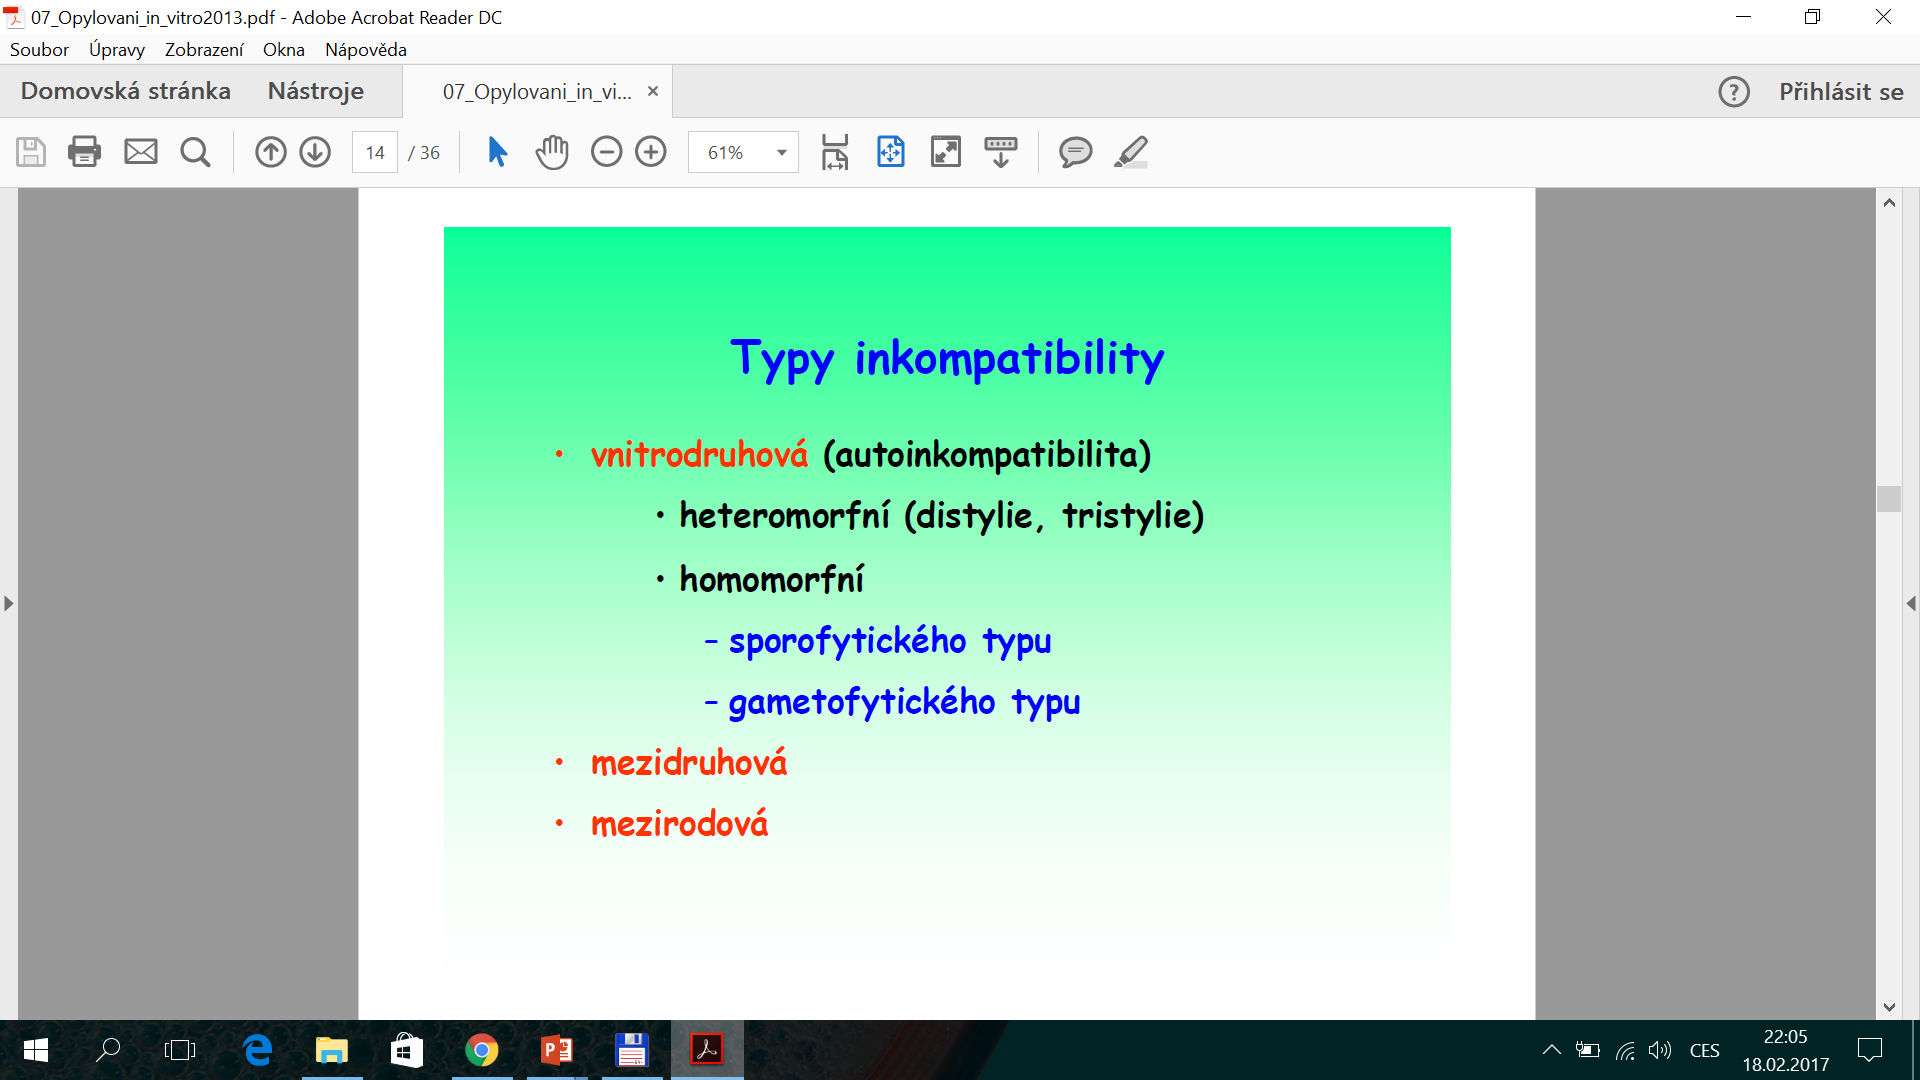 07_Opylovani_in_vitro2013.pdf - Adobe Acrobat Reader DC
Soubor Úpravy Zobrazení Okna Nápověda
Domovská stránka Nástroje 07_Opylovani_in_vi... Přihlásit se
14 / 36 61%
Typy inkompatibility
• vnitrodruhová (autoinkompatibilita)
• heteromorfní (distylie, tristylie)
• homomorfní
– sporofytického typu
– gametofytického typu
• mezidruhová
• mezirodová
22:05
CES
18.02.2017